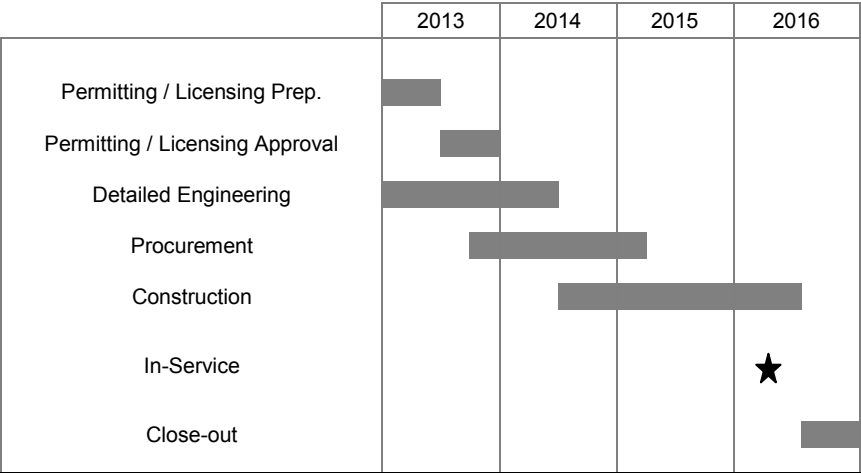 2013 2014 2015 2016
Permitting / Licensing Prep.
Permitting / Licensing Approval
Detailed Engineering
Procurement
Construction
In-Service
Close-out